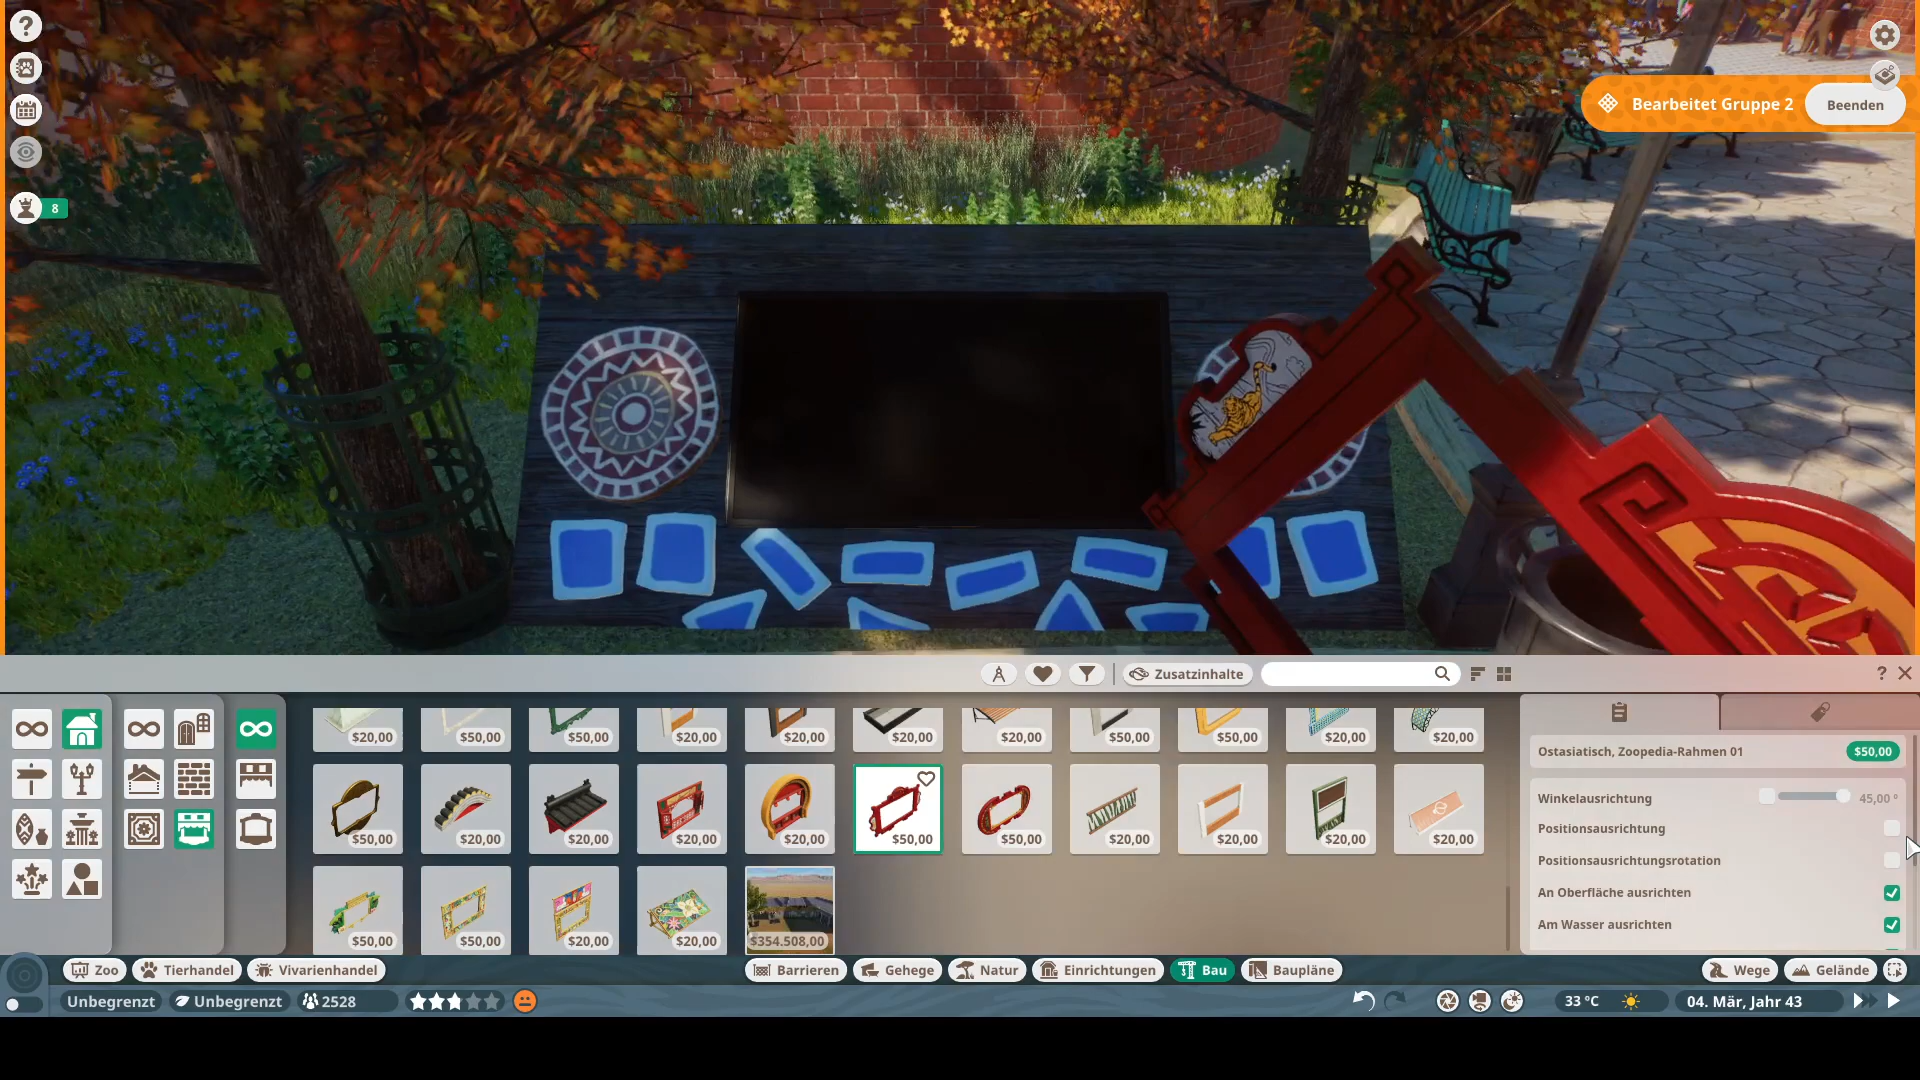 ?
8
Bearbeitet Gruppe 2
Beenden
Zusatzinhalte
?
$20,00
$50,00
$50,00
$20,00
$20,00
$20,00
$20,00
$50,00
$50,00
$20,00
$20,00
$50,00
$20,00
$20,00
$20,00
$20,00
$50,00
$50,00
$20,00
$20,00
$20,00
$20,00
$50,00
$50,00
$20,00
$20,00
$354.508,00
Ostasiatisch, Zoopedia-Rahmen 01
$50,00
Winkelausrichtung
45,00 °
Positionsausrichtung
Positionsausrichtungsrotation
An Oberfläche ausrichten
Am Wasser ausrichten
Zoo
Tierhandel
Vivarienhandel
Barrieren
Gehege
Natur
Einrichtungen
Bau
Baupläne
Wege
Gelände
Unbegrenzt
Unbegrenzt
2528
33 °C
04. Mär, Jahr 43